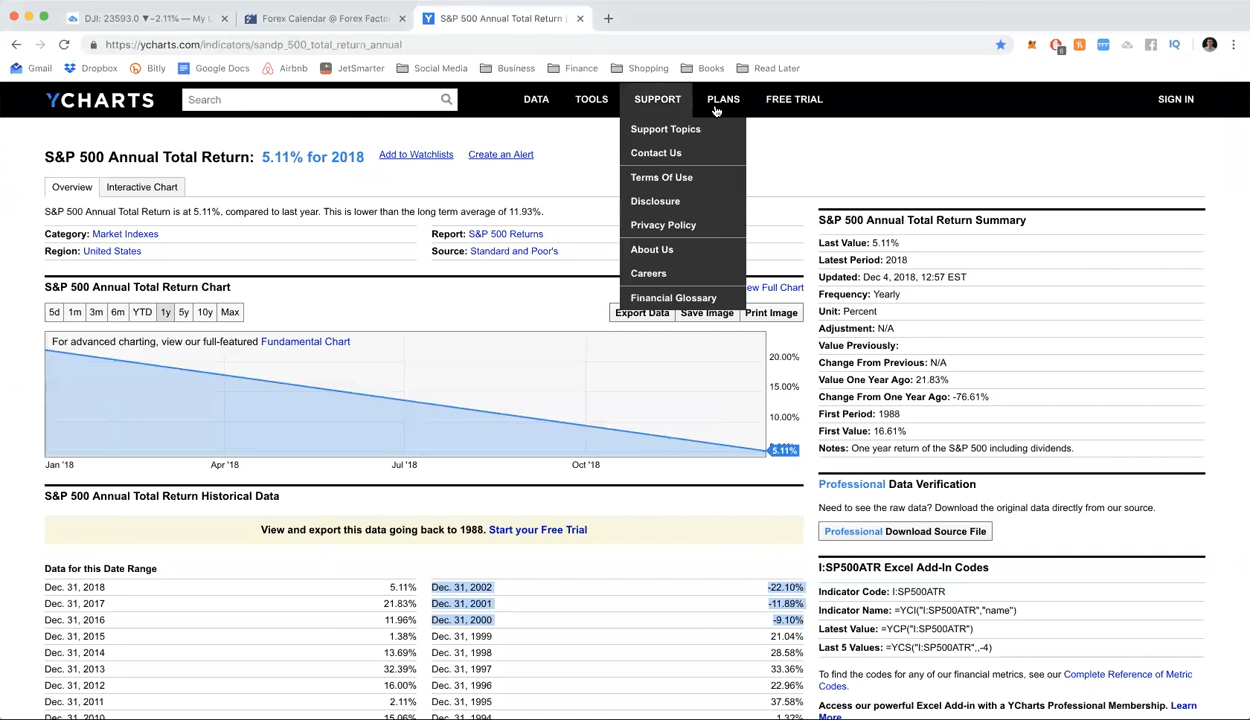 DJI: 23593.0 ▼−2.11% — My L
Forex Calendar @ Forex Factor
S&P 500 Annual Total Return (
https://ycharts.com/indicators/sandp_500_total_return_annual
Gmail
Dropbox
Bitly
Google Docs
Airbnb
JetSmarter
Social Media
Business
Finance
Shopping
Books
Read Later
YCHARTS
Search
DATA
TOOLS
SUPPORT
PLANS
FREE TRIAL
SIGN IN
Support Topics
Contact Us
Terms Of Use
Disclosure
Privacy Policy
About Us
Careers
Financial Glossary
S&P 500 Annual Total Return: 5.11% for 2018
Add to Watchlists
Create an Alert
Overview
Interactive Chart
S&P 500 Annual Total Return is at 5.11%, compared to last year. This is lower than the long term average of 11.93%.
Category: Market Indexes
Report: S&P 500 Returns
Region: United States
Source: Standard and Poor's
S&P 500 Annual Total Return Chart
ew Full Chart
5d 1m 3m 6m YTD 1y 5y 10y Max
Export Data Save Image Print Image
For advanced charting, view our full-featured Fundamental Chart
20.00%
15.00%
10.00%
5.11%
Jan '18 Apr '18 Jul '18 Oct '18
S&P 500 Annual Total Return Historical Data
View and export this data going back to 1988. Start your Free Trial
Data for this Date Range
Dec. 31, 2018 5.11%
Dec. 31, 2017 21.83%
Dec. 31, 2016 11.96%
Dec. 31, 2015 1.38%
Dec. 31, 2014 13.69%
Dec. 31, 2013 32.39%
Dec. 31, 2012 16.00%
Dec. 31, 2011 2.11%
Dec. 31, 2010 15.06%
Dec. 31, 2002 -22.10%
Dec. 31, 2001 -11.89%
Dec. 31, 2000 -9.10%
Dec. 31, 1999 21.04%
Dec. 31, 1998 28.58%
Dec. 31, 1997 33.36%
Dec. 31, 1996 22.96%
Dec. 31, 1995 37.58%
Dec. 31, 1994 1.32%
S&P 500 Annual Total Return Summary
Last Value: 5.11%
Latest Period: 2018
Updated: Dec 4, 2018, 12:57 EST
Frequency: Yearly
Unit: Percent
Adjustment: N/A
Value Previously:
Change From Previous: N/A
Value One Year Ago: 21.83%
Change From One Year Ago: -76.61%
First Period: 1988
First Value: 16.61%
Notes: One year return of the S&P 500 including dividends.
Professional Data Verification
Need to see the raw data? Download the original data directly from our source.
Professional Download Source File
I:SP500ATR Excel Add-In Codes
Indicator Code: I:SP500ATR
Indicator Name: =YCI("I:SP500ATR","name")
Latest Value: =YCP("I:SP500ATR")
Last 5 Values: =YCS("I:SP500ATR",,-4)
To find the codes for any of our financial metrics, see our Complete Reference of Metric
Codes.
Access our powerful Excel Add-in with a YCharts Professional Membership. Learn
More